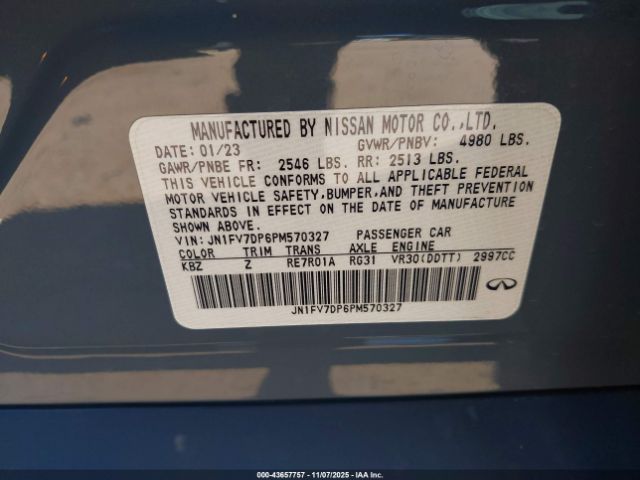 MANUFACTURED BY NISSAN MOTOR CO.,LTD.
DATE: 01/23 GVWR/PNBV: 4980 LBS.
GAWR/PNBE FR: 2546 LBS. RR: 2513 LBS.
THIS VEHICLE CONFORMS TO ALL APPLICABLE FEDERAL
MOTOR VEHICLE SAFETY,BUMPER,AND THEFT PREVENTION
STANDARDS IN EFFECT ON THE DATE OF MANUFACTURE
SHOWN ABOVE.
VIN: JN1FV7DP6PM570327 PASSENGER CAR
COLOR TRIM TRANS AXLE ENGINE
KBZ Z RE7R01A RG31 VR30(DDTT) 2997CC
JN1FV7DP6PM570327
INFINITI
000-43657757 - 11/07/2025 - IAAI.COM